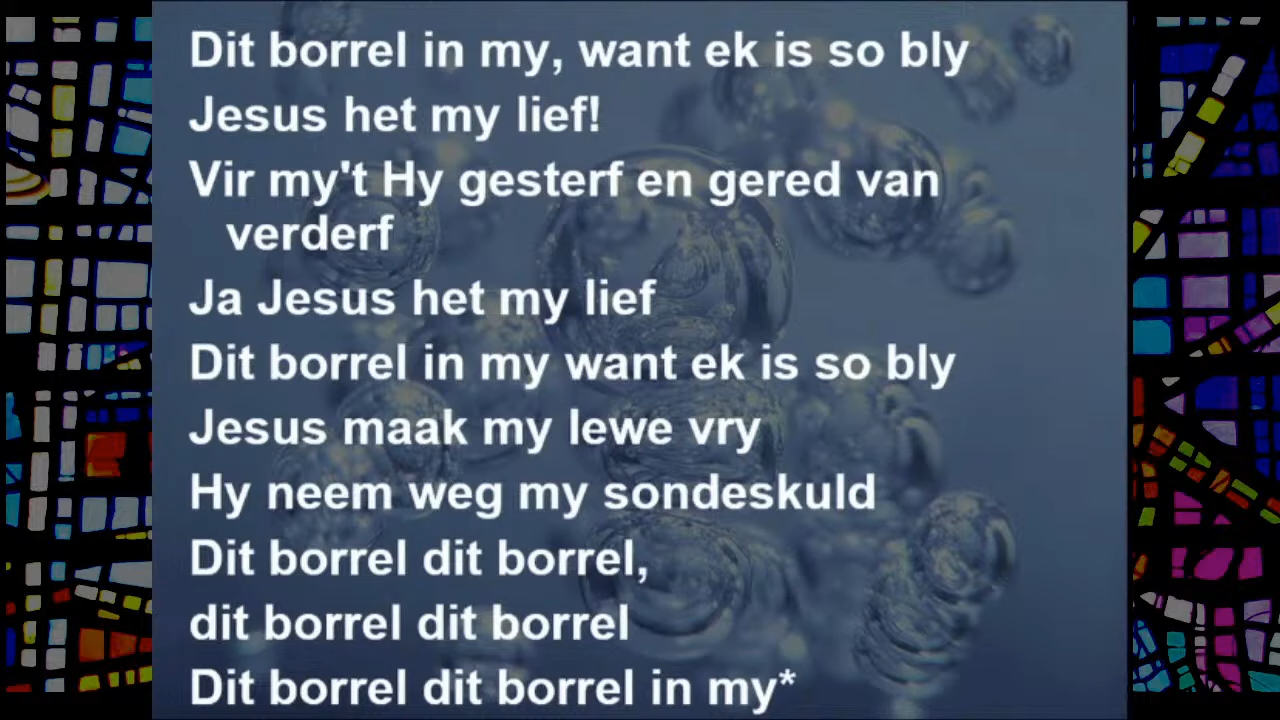 Dit borrel in my, want ek is so bly
Jesus het my lief!
Vir my't Hy gesterf en gered van
verderf
Ja Jesus het my lief
Dit borrel in my want ek is so bly
Jesus maak my lewe vry
Hy neem weg my sondeskuld
Dit borrel dit borrel,
dit borrel dit borrel
Dit borrel dit borrel in my*